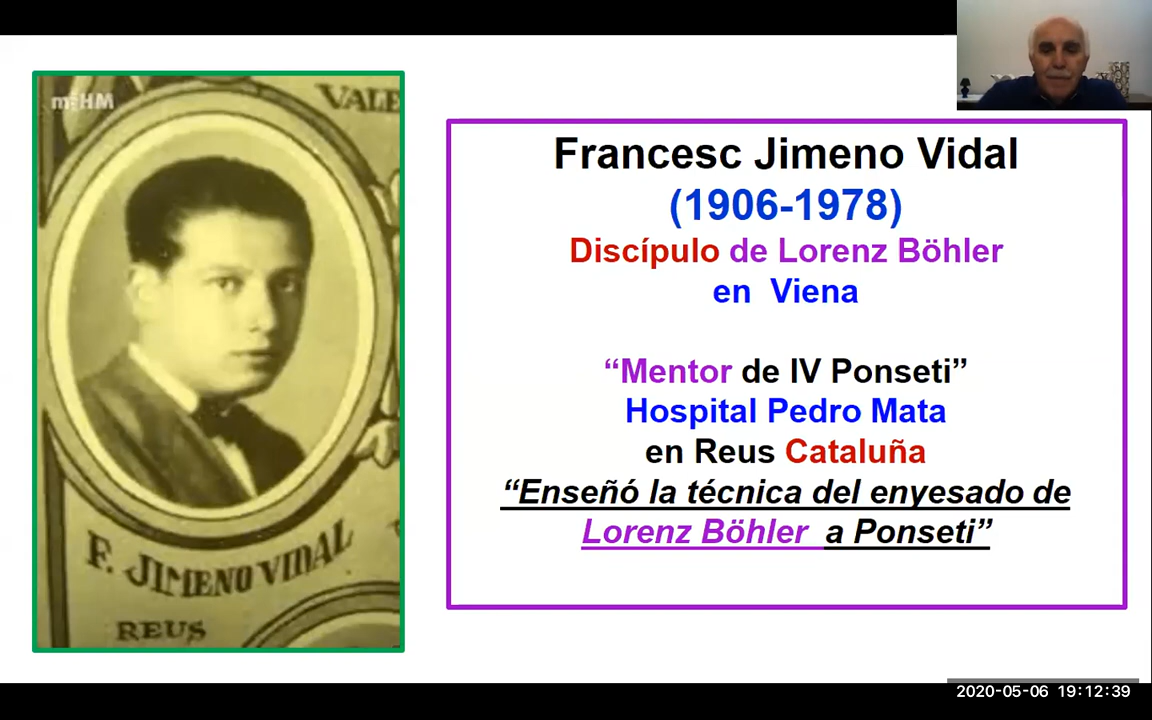 mEHM
VALE
F. JIMENO VIDAL
REUS
Francesc Jimeno Vidal
(1906-1978)
Discípulo de Lorenz Böhler
en Viena
“Mentor de IV Ponseti”
Hospital Pedro Mata
en Reus Cataluña
“Enseñó la técnica del enyesado de
Lorenz Böhler a Ponseti”
2020-05-06 19:12:39